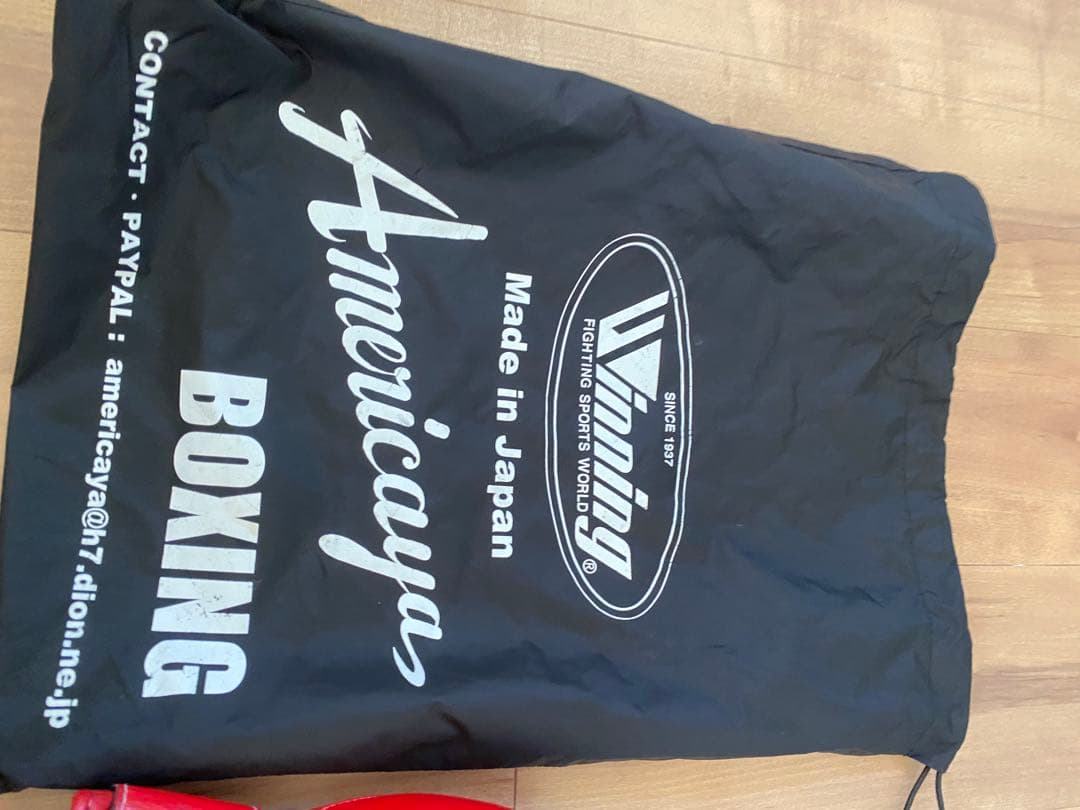 SINCE 1937
Winning®
FIGHTING SPORTS WORLD
Made in Japan
Americaya
BOXING
CONTACT · PAYPAL : americaya@h7.dion.ne.jp